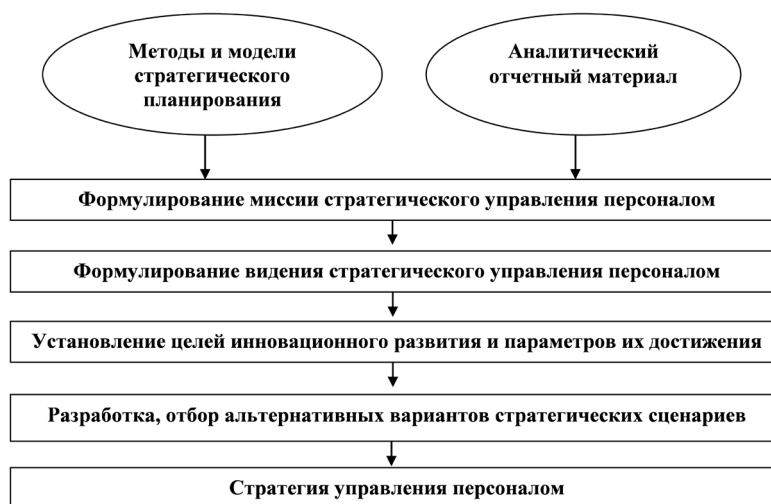 Методы и модели
стратегического
планирования
Аналитический
отчетный материал
Формулирование миссии стратегического управления персоналом
Формулирование видения стратегического управления персоналом
Установление целей инновационного развития и параметров их достижения
Разработка, отбор альтернативных вариантов стратегических сценариев
Стратегия управления персоналом